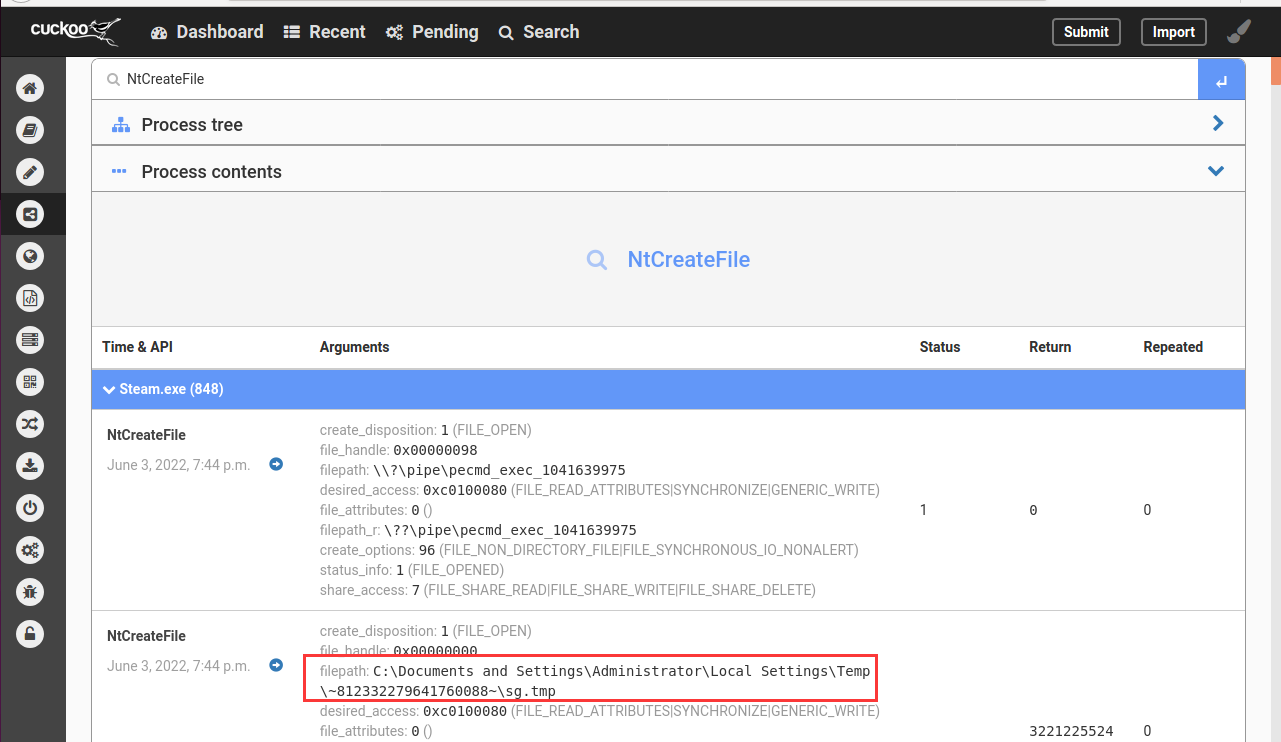 cuckoo Dashboard Recent Pending Search Submit Import
NtCreateFile
Process tree
Process contents
NtCreateFile
Time & API Arguments Status Return Repeated
Steam.exe (848)
NtCreateFile
June 3, 2022, 7:44 p.m.
create_disposition: 1 (FILE_OPEN)
file_handle: 0x00000098
filepath: \\?\pipe\pecmd_exec_1041639975
desired_access: 0xc0100080 (FILE_READ_ATTRIBUTES|SYNCHRONIZE|GENERIC_WRITE)
file_attributes: 0 ()
filepath_r: \??\pipe\pecmd_exec_1041639975
create_options: 96 (FILE_NON_DIRECTORY_FILE|FILE_SYNCHRONOUS_IO_NONALERT)
status_info: 1 (FILE_OPENED)
share_access: 7 (FILE_SHARE_READ|FILE_SHARE_WRITE|FILE_SHARE_DELETE)
1 0 0
NtCreateFile
June 3, 2022, 7:44 p.m.
create_disposition: 1 (FILE_OPEN)
file_handle: 0x00000000
filepath: C:\Documents and Settings\Administrator\Local Settings\Temp
\~812332279641760088~\sg.tmp
desired_access: 0xc0100080 (FILE_READ_ATTRIBUTES|SYNCHRONIZE|GENERIC_WRITE)
file_attributes: 0 ()
3221225524 0